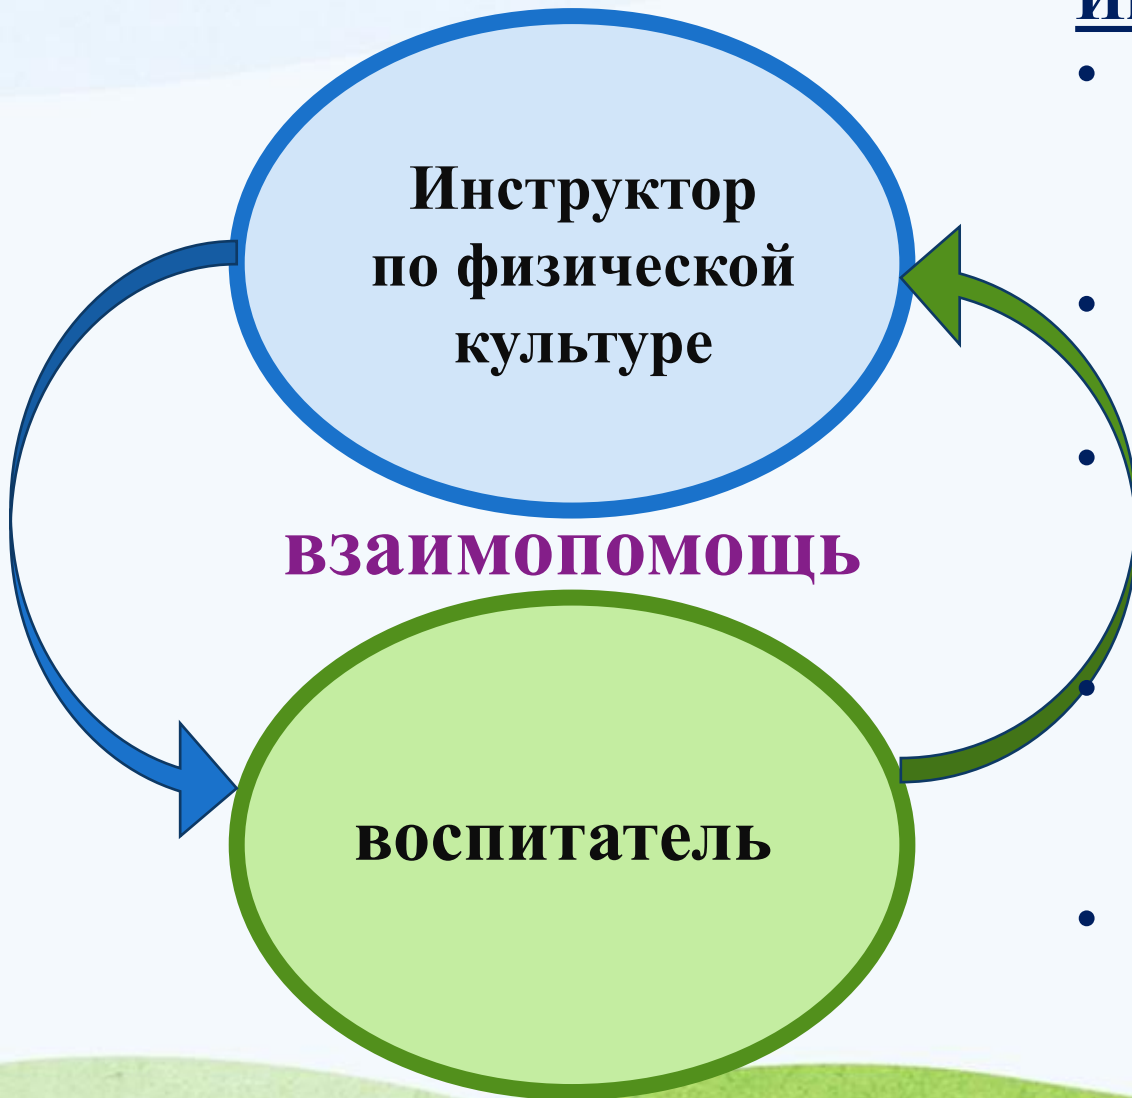 Инструктор
по физической
культуре
взаимопомощь
воспитатель